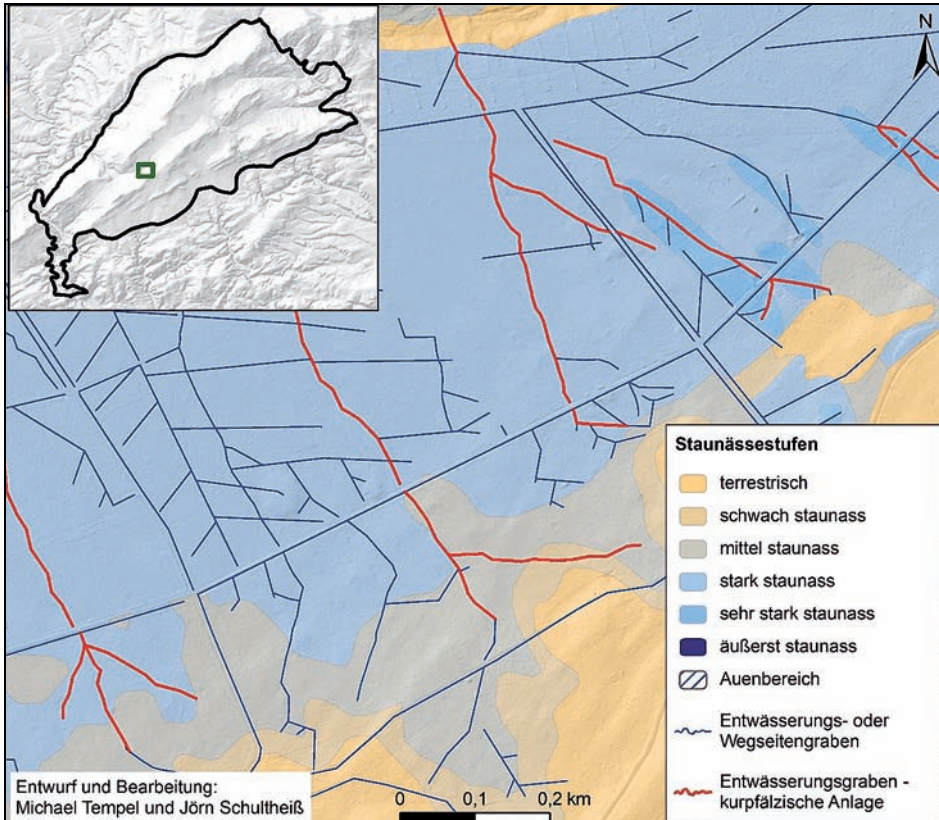 N
Staunässestufen
terrestrisch
schwach staunass
mittel staunass
stark staunass
sehr stark staunass
äußerst staunass
Auenbereich
Entwässerungs- oder
Wegseitengraben
Entwässerungsgraben -
kurpfälzische Anlage
Entwurf und Bearbeitung:
Michael Tempel und Jörn Schultheiß
0 0,1 0,2 km